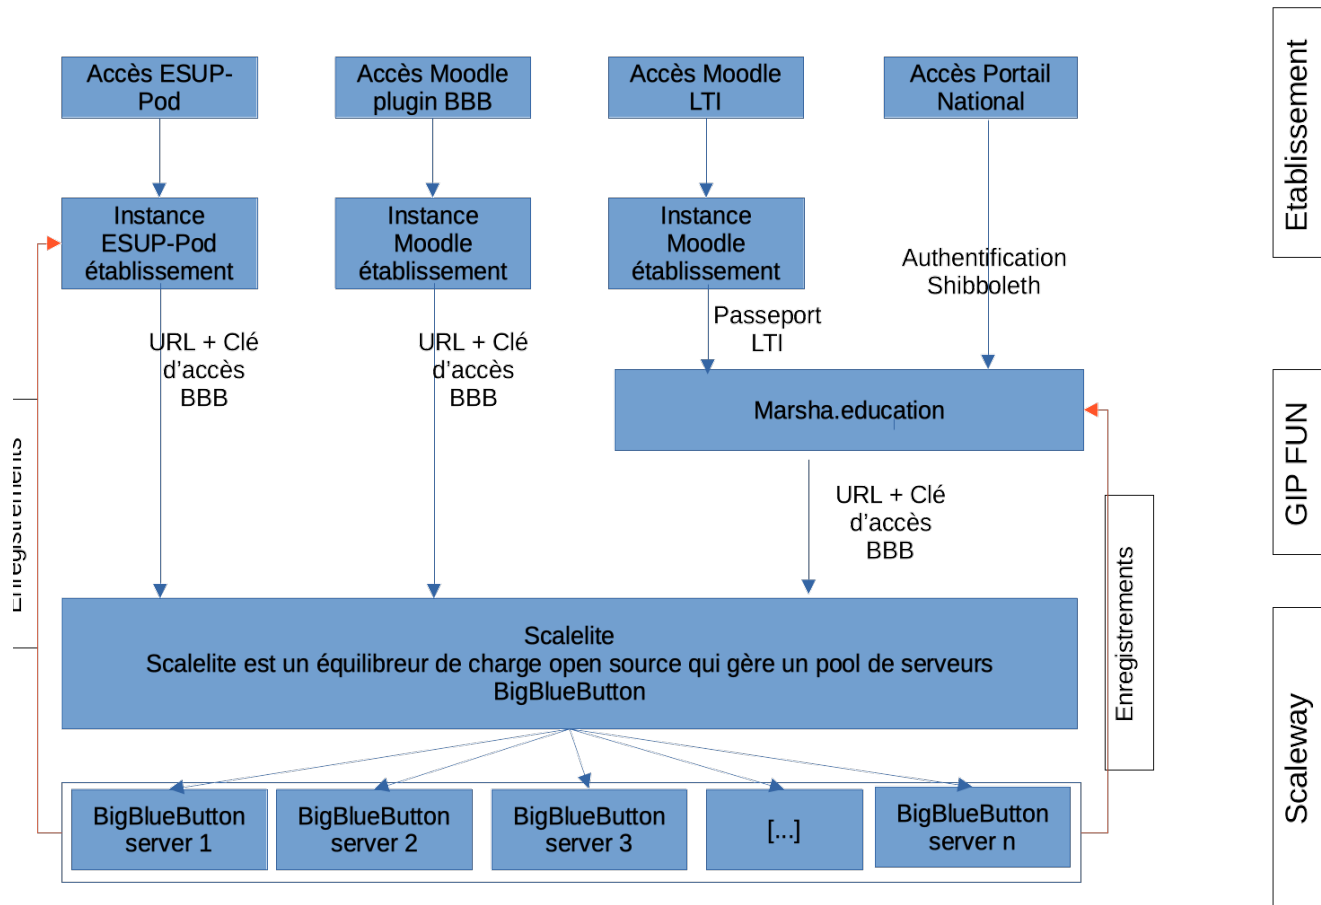 Accès ESUP-
Pod
Accès Moodle
plugin BBB
Accès Moodle
LTI
Accès Portail
National
Etablissement
Instance
ESUP-Pod
établissement
Instance
Moodle
établissement
Instance
Moodle
établissement
Authentification
Shibboleth
URL + Clé
d'accès
BBB
URL + Clé
d'accès
BBB
Passeport
LTI
Marsha.education
GIP FUN
Enregistrements
URL + Clé
d'accès
BBB
Enregistrements
Scalelite
Scalelite est un équilibreur de charge open source qui gère un pool de serveurs
BigBlueButton
Scaleway
BigBlueButton
server 1
BigBlueButton
server 2
BigBlueButton
server 3
[...]
BigBlueButton
server n